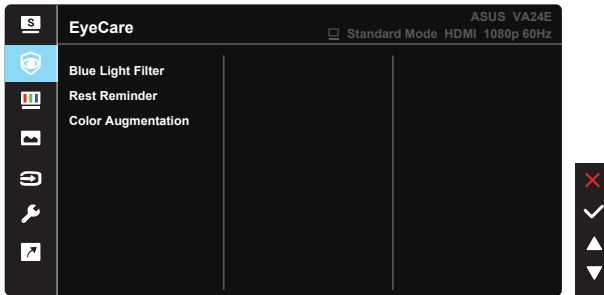 S
EyeCare
ASUS VA24E
Standard Mode HDMI 1080p 60Hz
Blue Light Filter
Rest Reminder
Color Augmentation